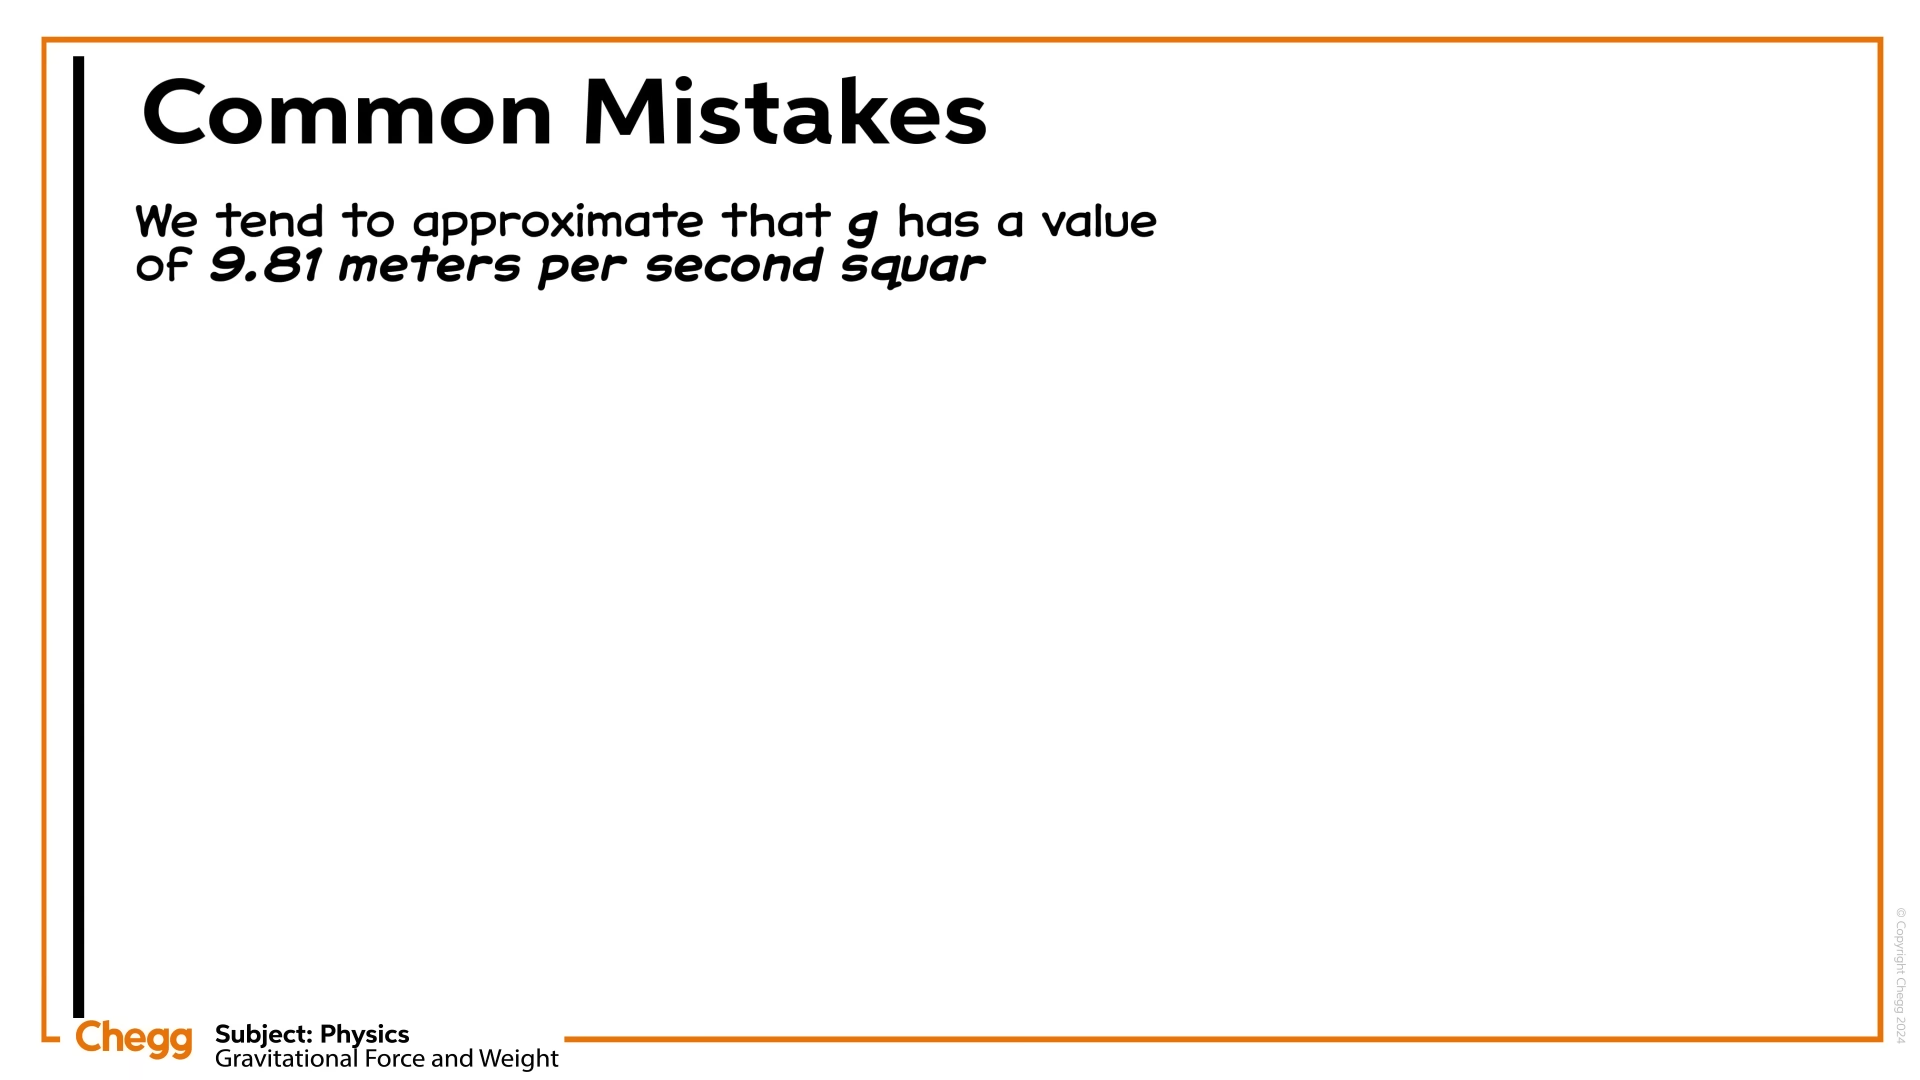 Common Mistakes
We tend to approximate that g has a value
of 9.81 meters per second squar
Chegg
Subject: Physics
Gravitational Force and Weight
© Copyright Chegg 2024